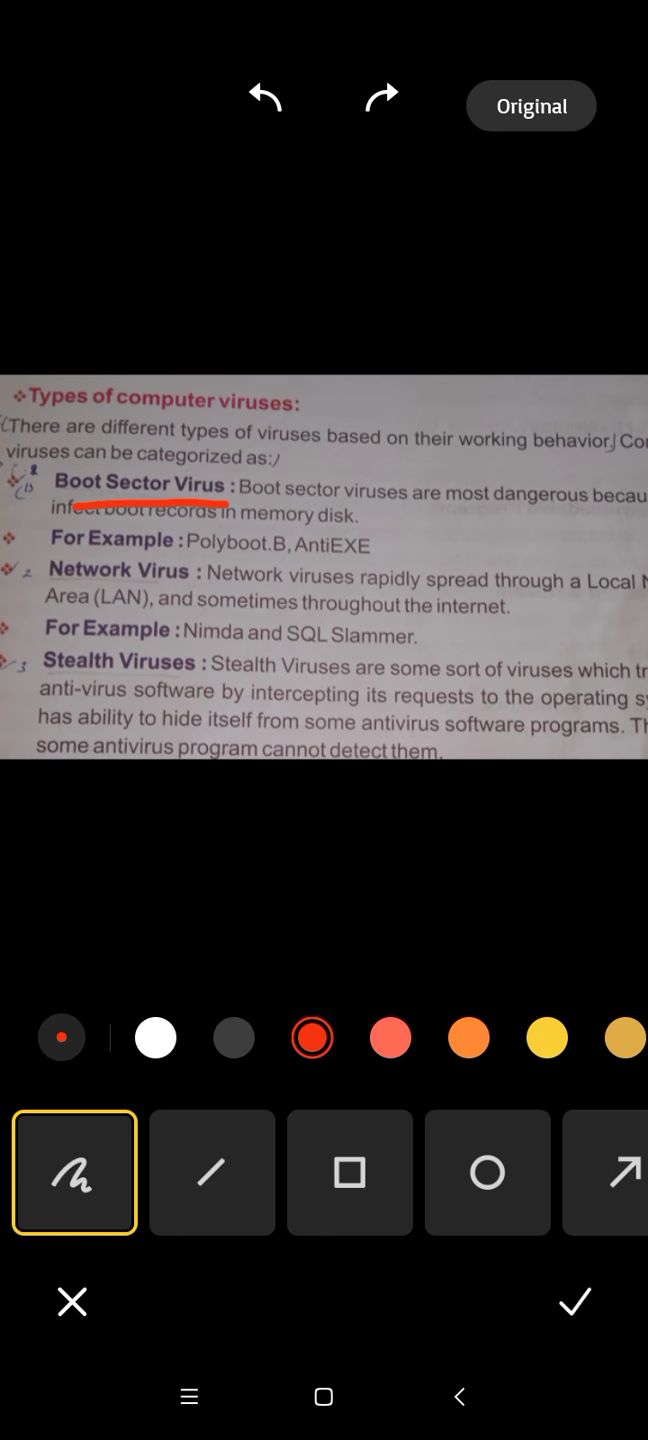 Original
❖Types of computer viruses:
There are different types of viruses based on their working behavior
viruses can be categorized as:
Boot Sector Virus : Boot sector viruses are most dangerous
infect boot records in memory disk.
❖ For Example : Polyboot.B, AntiEXE
❖ 2 Network Virus : Network viruses rapidly spread through a Local
Area (LAN), and sometimes throughout the internet.
For Example : Nimda and SQL Slammer.
3 Stealth Viruses : Stealth Viruses are some sort of viruses which
anti-virus software by intercepting its requests to the operating
has ability to hide itself from some antivirus software programs.
some antivirus program cannot detect them.